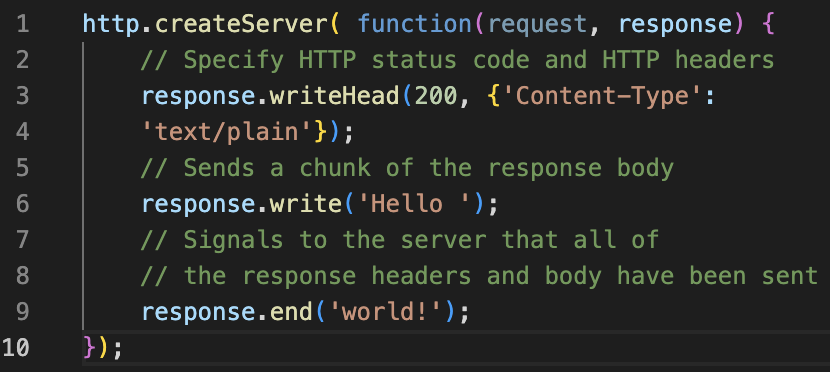 1 http.createServer( function(request, response) {
2 // Specify HTTP status code and HTTP headers
3 response.writeHead(200, {'Content-Type':
4 'text/plain'});
5 // Sends a chunk of the response body
6 response.write('Hello ');
7 // Signals to the server that all of
8 // the response headers and body have been sent
9 response.end('world!');
10 });